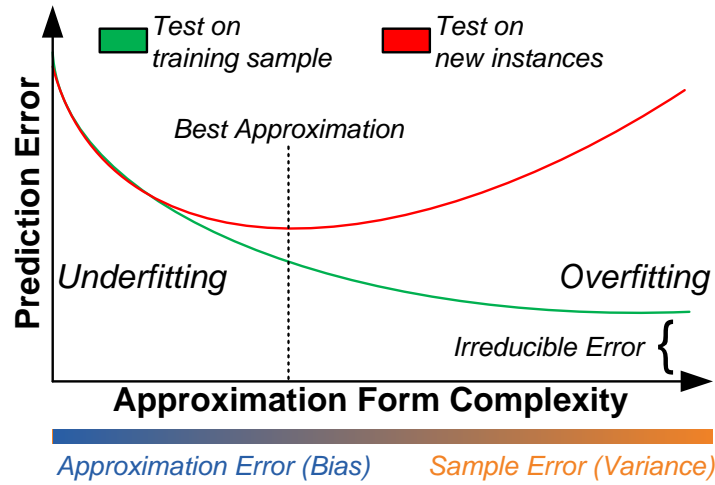 Test on
training sample
Test on
new instances
Best Approximation
Prediction Error
Underfitting
Overfitting
Irreducible Error {
Approximation Form Complexity
Approximation Error (Bias)
Sample Error (Variance)